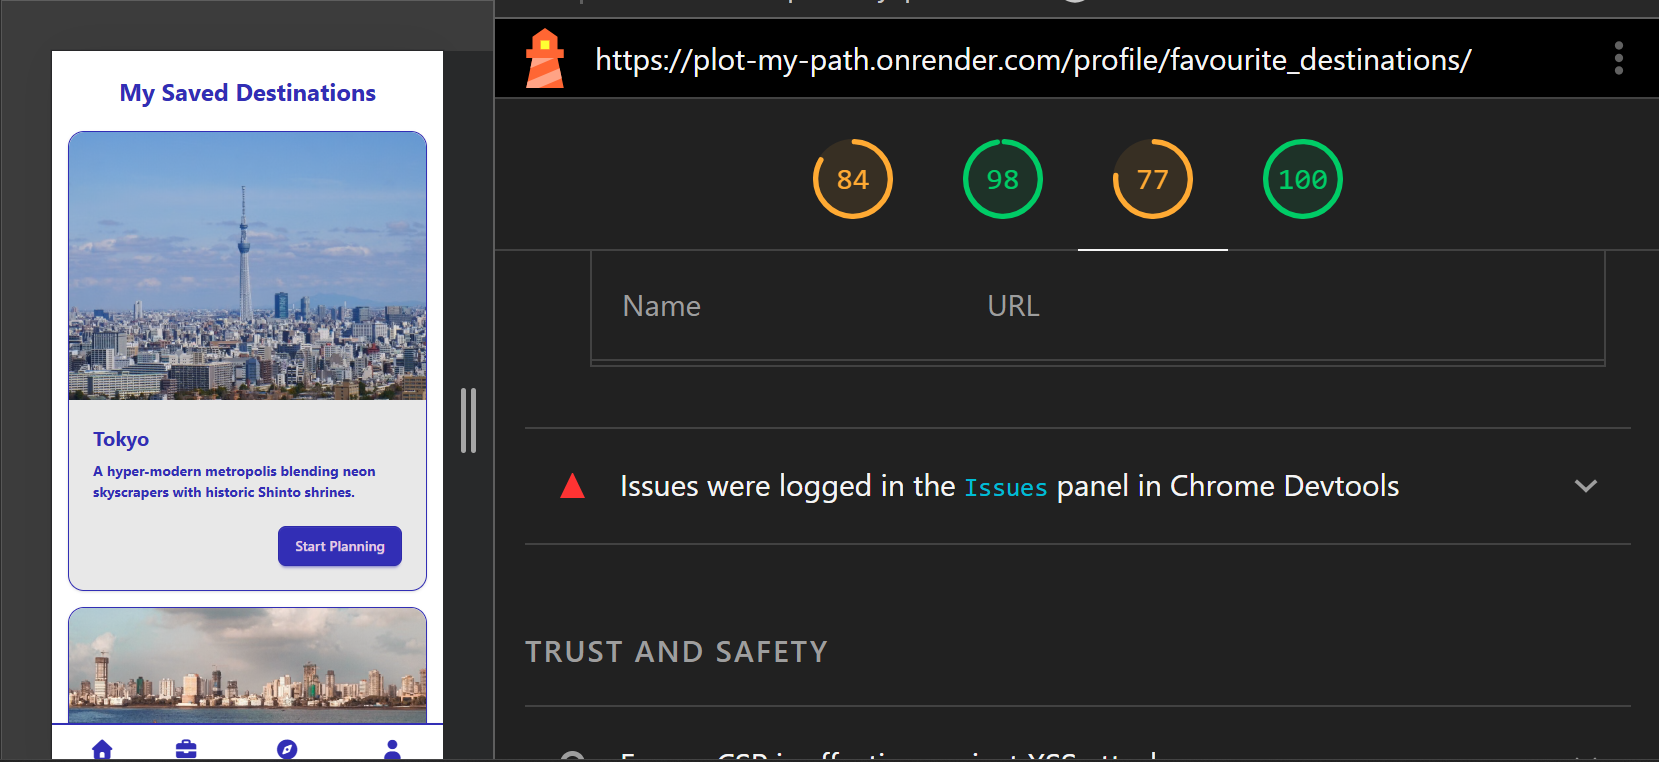 My Saved Destinations
Tokyo
A hyper-modern metropolis blending neon
skyscrapers with historic Shinto shrines.
Start Planning
https://plot-my-path.onrender.com/profile/favourite_destinations/
84
98
77
100
Name
URL
Issues were logged in the Issues panel in Chrome Devtools
TRUST AND SAFETY